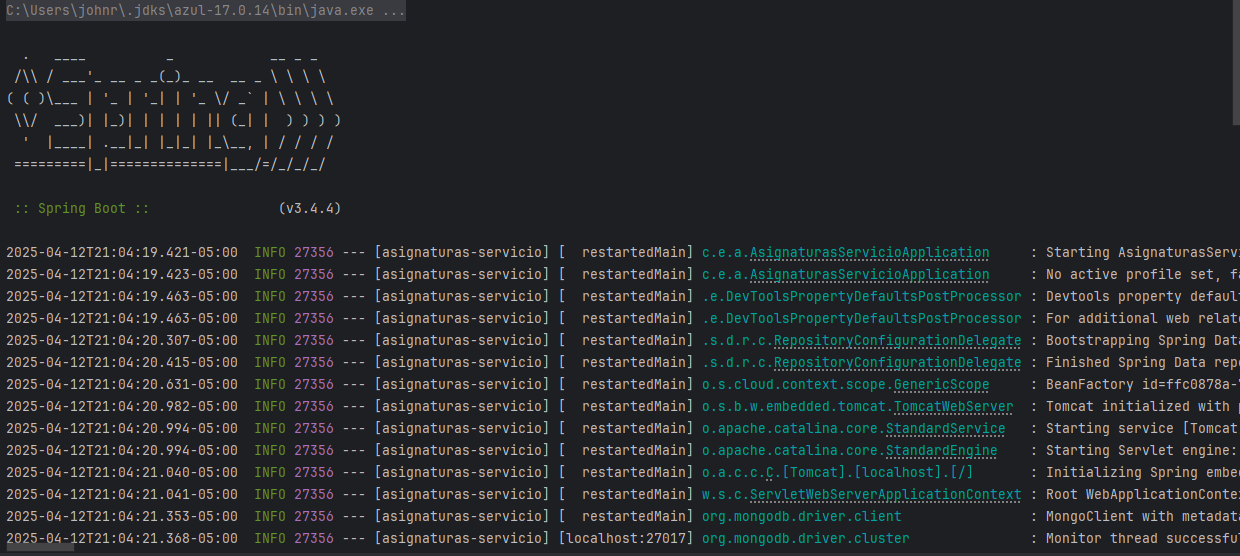 C:\Users\johnr\.jdks\azul-17.0.14\bin\java.exe ...
  .   ____          _            __ _ _
 /\\ / ___'_ __ _ _(_)_ __  __ _ \ \ \ \
( ( )\___ | '_ | '_| | '_ \/ _` | \ \ \ \
 \\/  ___)| |_)| | | | | || (_| |  ) ) ) )
  '  |____| .__|_| |_|_| |_\__, | / / / /
 =========|_|==============|___/=/_/_/_/
 :: Spring Boot ::                (v3.4.4)
2025-04-12T21:04:19.421-05:00  INFO 27356 --- [asignaturas-servicio] [  restartedMain] c.e.a.AsignaturasServicioApplication     : Starting AsignaturasServi
2025-04-12T21:04:19.423-05:00  INFO 27356 --- [asignaturas-servicio] [  restartedMain] c.e.a.AsignaturasServicioApplication     : No active profile set, fa
2025-04-12T21:04:19.463-05:00  INFO 27356 --- [asignaturas-servicio] [  restartedMain] .e.DevToolsPropertyDefaultsPostProcessor : Devtools property default
2025-04-12T21:04:19.463-05:00  INFO 27356 --- [asignaturas-servicio] [  restartedMain] .e.DevToolsPropertyDefaultsPostProcessor : For additional web relate
2025-04-12T21:04:20.307-05:00  INFO 27356 --- [asignaturas-servicio] [  restartedMain] .s.d.r.c.RepositoryConfigurationDelegate : Bootstrapping Spring Data
2025-04-12T21:04:20.415-05:00  INFO 27356 --- [asignaturas-servicio] [  restartedMain] .s.d.r.c.RepositoryConfigurationDelegate : Finished Spring Data repo
2025-04-12T21:04:20.631-05:00  INFO 27356 --- [asignaturas-servicio] [  restartedMain] o.s.cloud.context.scope.GenericScope     : BeanFactory id=ffc0878a-
2025-04-12T21:04:20.982-05:00  INFO 27356 --- [asignaturas-servicio] [  restartedMain] o.s.b.w.embedded.tomcat.TomcatWebServer  : Tomcat initialized with p
2025-04-12T21:04:20.994-05:00  INFO 27356 --- [asignaturas-servicio] [  restartedMain] o.apache.catalina.core.StandardService   : Starting service [Tomcat
2025-04-12T21:04:20.994-05:00  INFO 27356 --- [asignaturas-servicio] [  restartedMain] o.apache.catalina.core.StandardEngine    : Starting Servlet engine:
2025-04-12T21:04:21.040-05:00  INFO 27356 --- [asignaturas-servicio] [  restartedMain] o.a.c.c.C.[Tomcat].[localhost].[/]       : Initializing Spring embe
2025-04-12T21:04:21.041-05:00  INFO 27356 --- [asignaturas-servicio] [  restartedMain] w.s.c.ServletWebServerApplicationContext : Root WebApplicationConte
2025-04-12T21:04:21.353-05:00  INFO 27356 --- [asignaturas-servicio] [  restartedMain] org.mongodb.driver.client                : MongoClient with metadat
2025-04-12T21:04:21.368-05:00  INFO 27356 --- [asignaturas-servicio] [localhost:27017] org.mongodb.driver.cluster               : Monitor thread successful